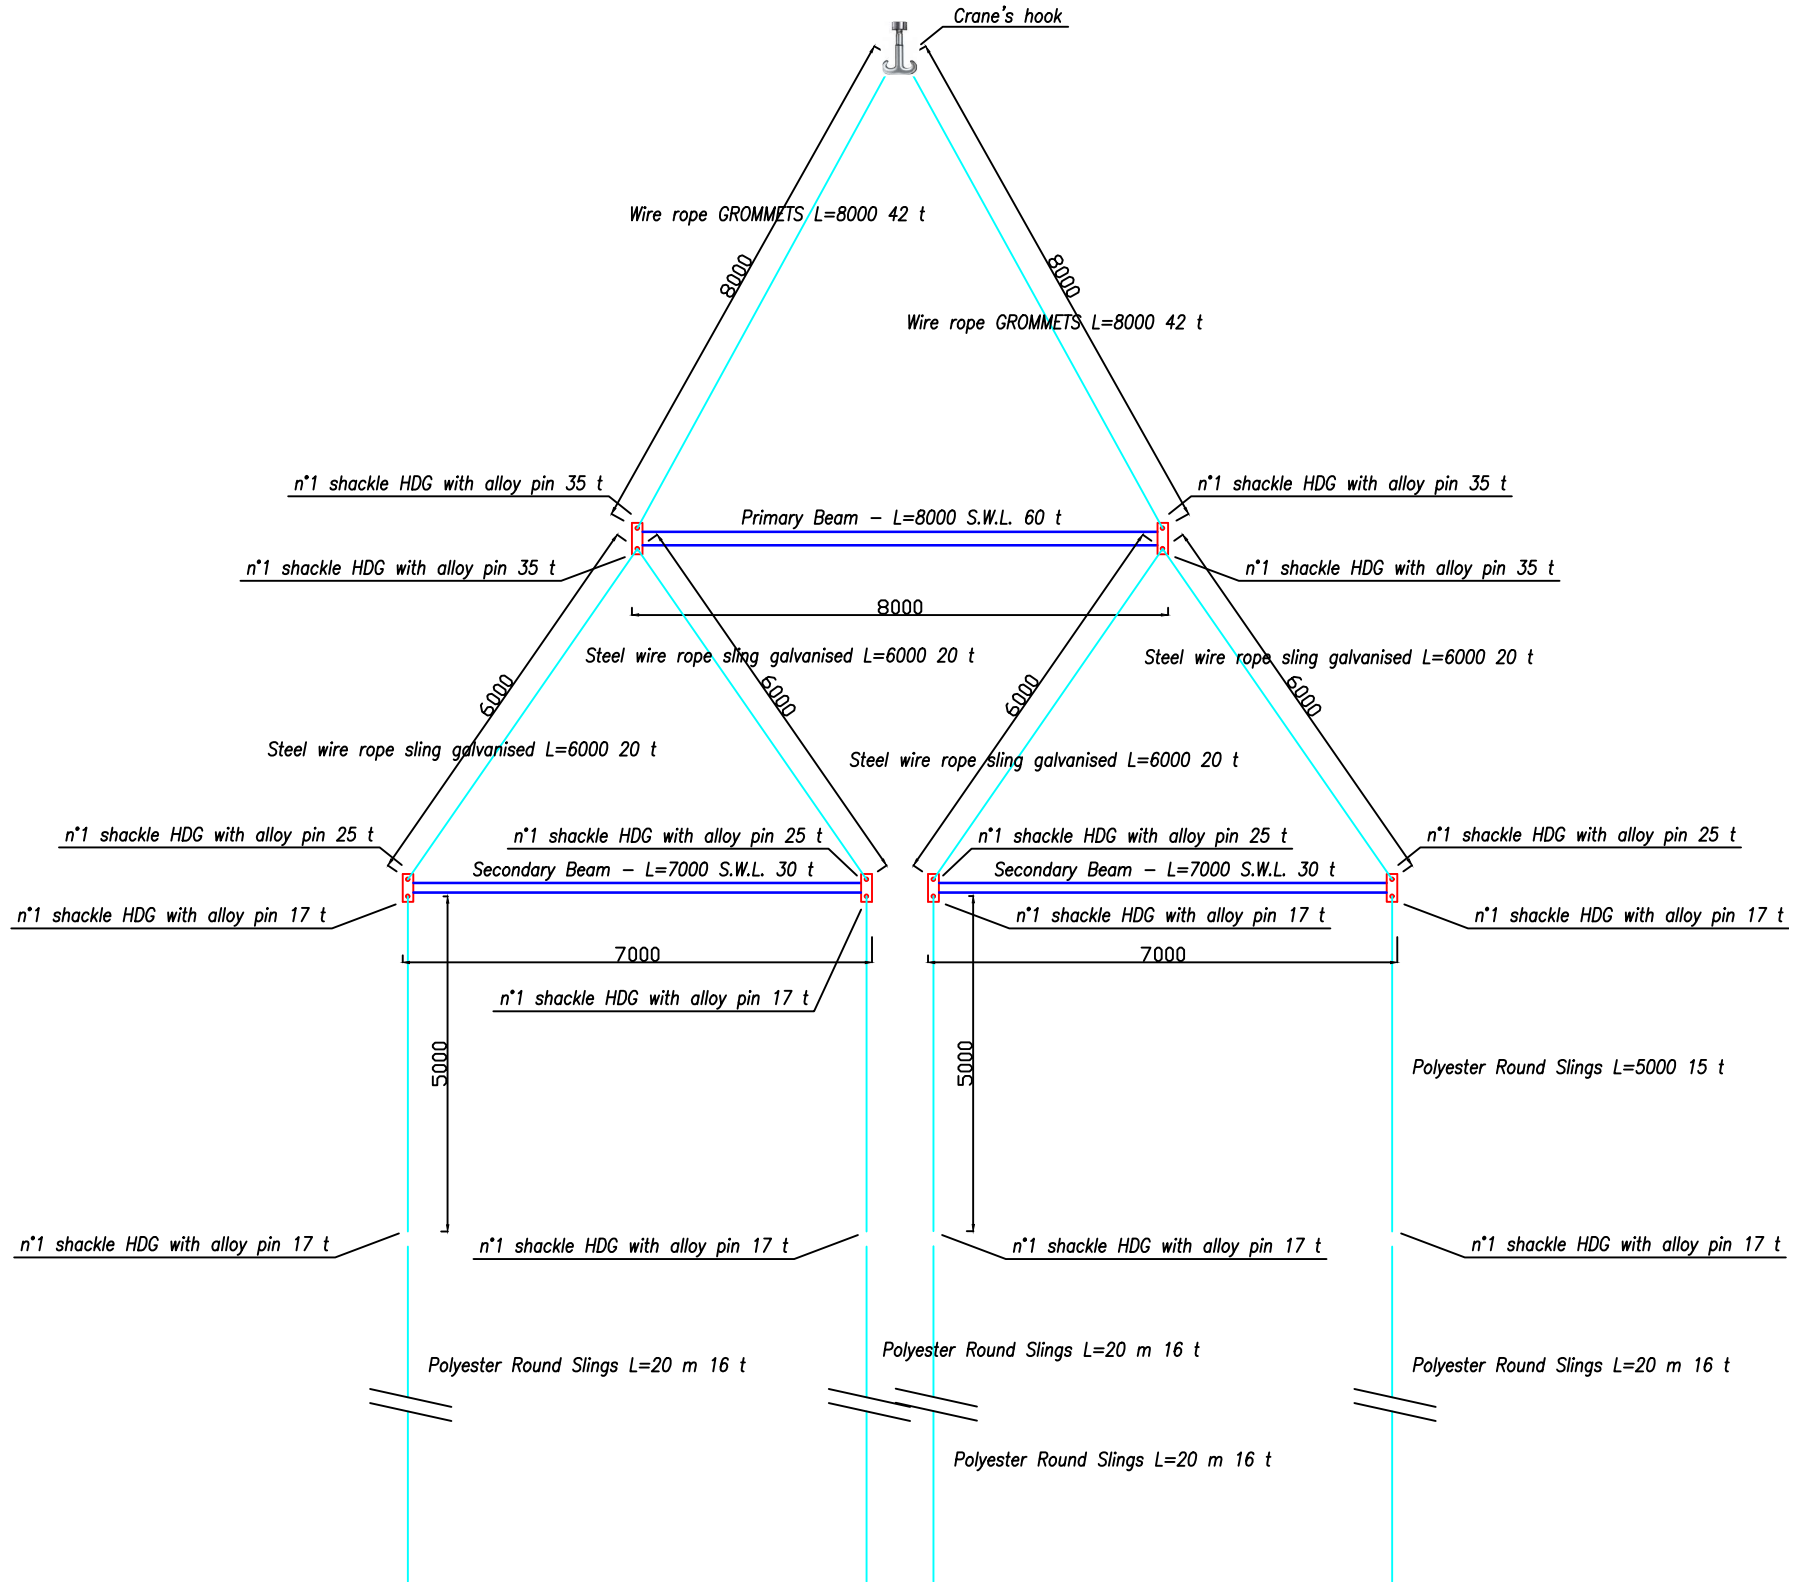 Crane's hook
Wire rope GROMMETS L=8000 42 t
8000
8000
Wire rope GROMMETS L=8000 42 t
n°1 shackle HDG with alloy pin 35 t
n°1 shackle HDG with alloy pin 35 t
Primary Beam – L=8000 S.W.L. 60 t
n°1 shackle HDG with alloy pin 35 t
n°1 shackle HDG with alloy pin 35 t
8000
Steel wire rope sling galvanised L=6000 20 t
Steel wire rope sling galvanised L=6000 20 t
6000
6000
6000
6000
Steel wire rope sling galvanised L=6000 20 t
Steel wire rope sling galvanised L=6000 20 t
n°1 shackle HDG with alloy pin 25 t
n°1 shackle HDG with alloy pin 25 t
n°1 shackle HDG with alloy pin 25 t
n°1 shackle HDG with alloy pin 25 t
Secondary Beam – L=7000 S.W.L. 30 t
Secondary Beam – L=7000 S.W.L. 30 t
n°1 shackle HDG with alloy pin 17 t
n°1 shackle HDG with alloy pin 17 t
n°1 shackle HDG with alloy pin 17 t
7000
7000
n°1 shackle HDG with alloy pin 17 t
5000
5000
Polyester Round Slings L=5000 15 t
n°1 shackle HDG with alloy pin 17 t
n°1 shackle HDG with alloy pin 17 t
n°1 shackle HDG with alloy pin 17 t
n°1 shackle HDG with alloy pin 17 t
Polyester Round Slings L=20 m 16 t
Polyester Round Slings L=20 m 16 t
Polyester Round Slings L=20 m 16 t
Polyester Round Slings L=20 m 16 t